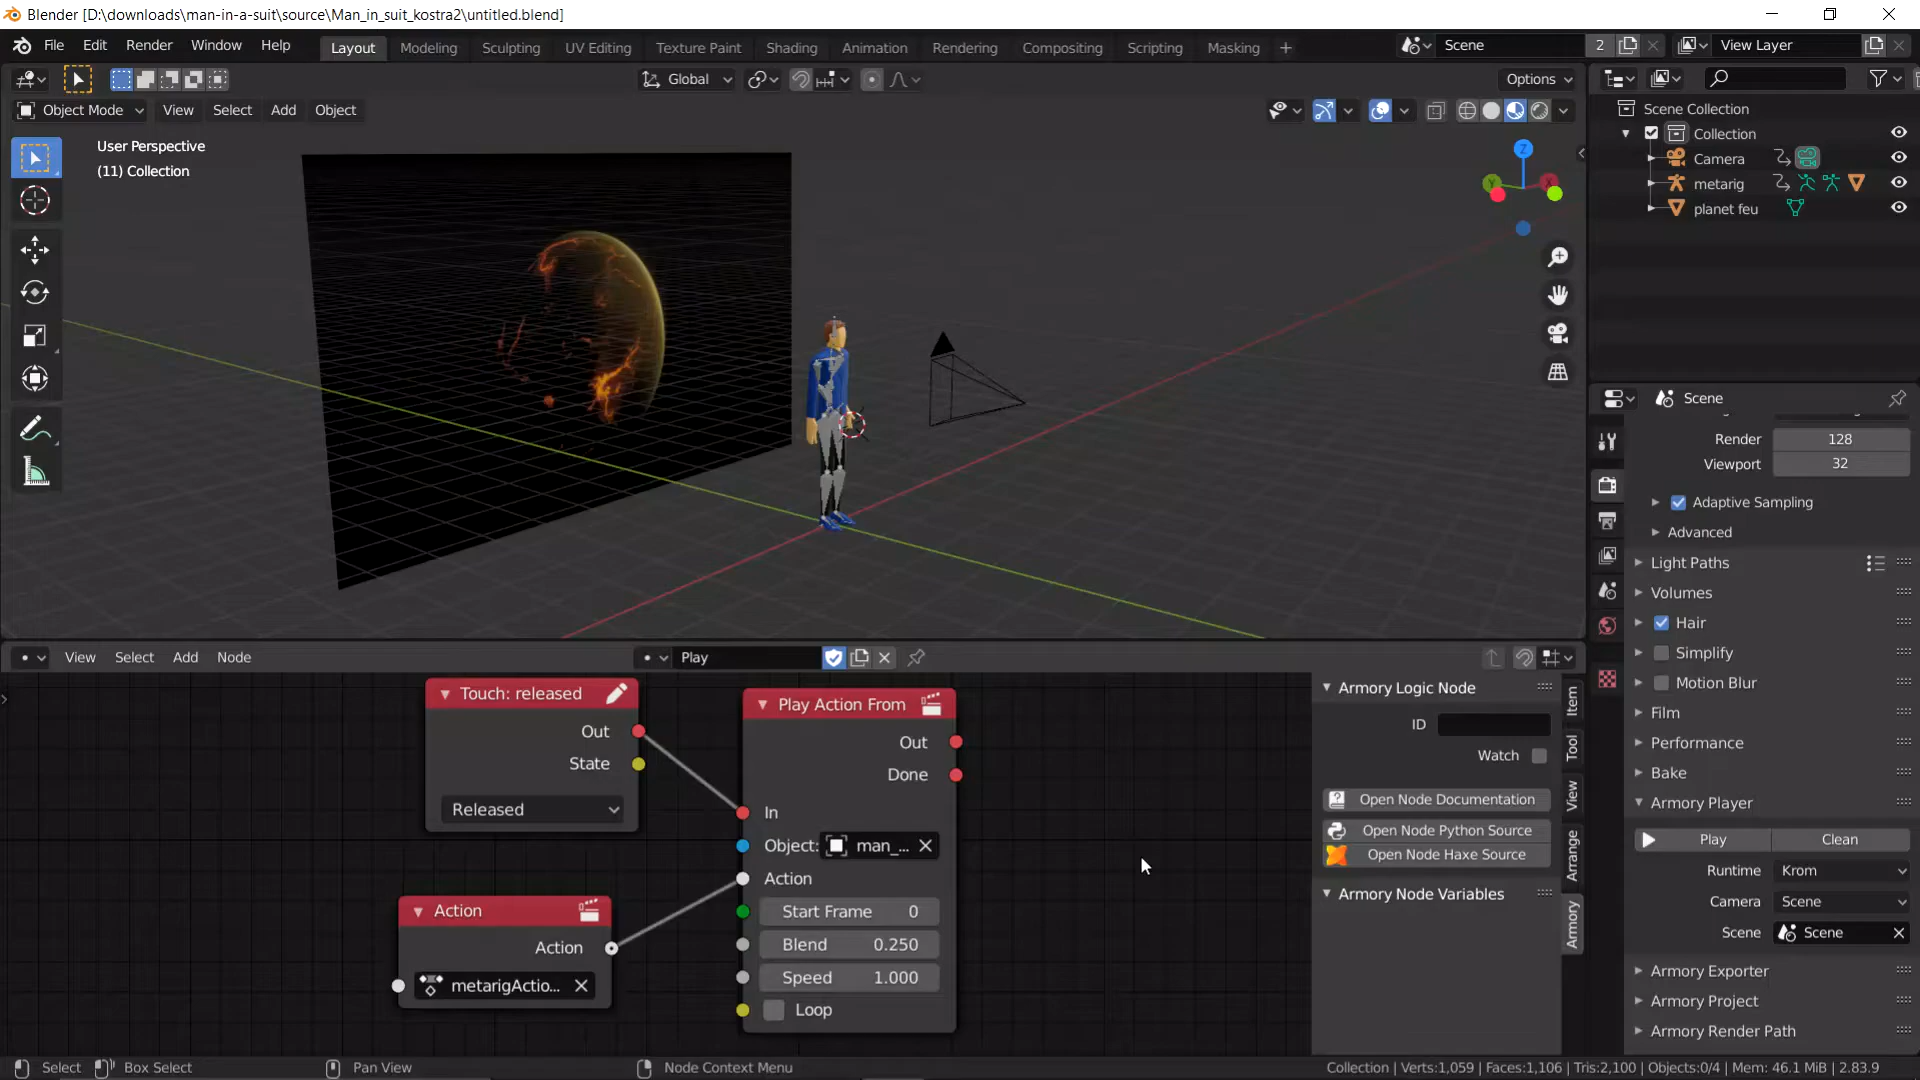 Blender [D:\downloads\man-in-a-suit\source\Man_in_suit_kostra2\untitled.blend]
File Edit Render Window Help Layout Modeling Sculpting UV Editing Texture Paint Shading Animation Rendering Compositing Scripting Masking + Scene 2 View Layer
Global Options
Object Mode View Select Add Object
User Perspective
(11) Collection
Z
Y
X
Scene Collection
Collection
Camera
metarig
planet feu
Scene
Render 128
Viewport 32
Adaptive Sampling
Advanced
Light Paths
Volumes
Hair
Simplify
Motion Blur
Film
Performance
Bake
Armory Player
Play Clean
Runtime Krom
Camera Scene
Scene Scene
Armory Exporter
Armory Project
Armory Render Path
View Select Add Node Play
Touch: released
Out
State
Released
Action
Action
metarigActio...
Play Action From
Out
Done
In
Object: man_...
Action
Start Frame 0
Blend 0.250
Speed 1.000
Loop
Armory Logic Node
ID
Watch
Open Node Documentation
Open Node Python Source
Open Node Haxe Source
Armory Node Variables
Item
Tool
View
Arrange
Armory
Select Box Select Pan View Node Context Menu Collection | Verts:1,059 | Faces:1,106 | Tris:2,100 | Objects:0/4 | Mem: 46.1 MiB | 2.83.9